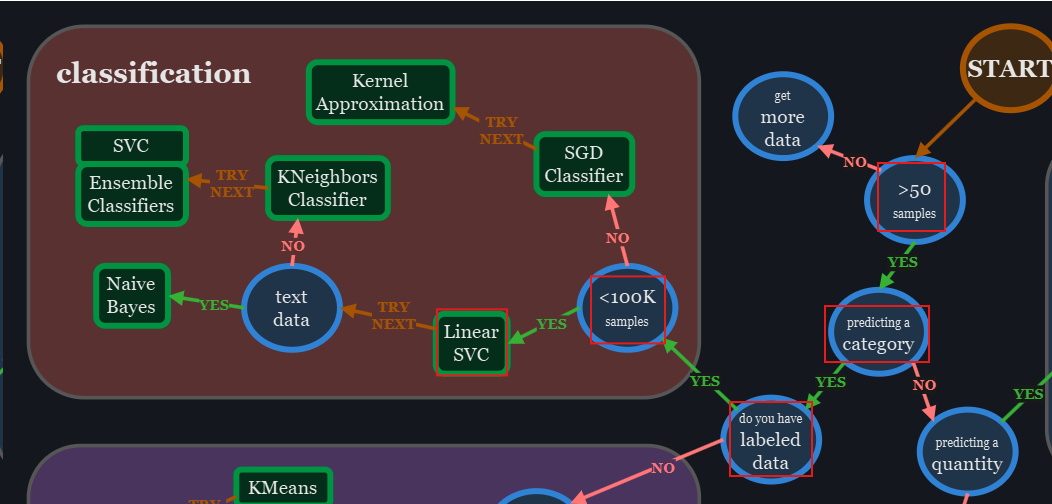 classification
Kernel
Approximation
TRY
NEXT
SGD
Classifier
SVC
Ensemble
Classifiers
TRY
NEXT
KNeighbors
Classifier
NO
NO
Naive
Bayes
YES
text
data
TRY
NEXT
Linear
SVC
YES
<100K
samples
START
get
more
data
NO
>50
samples
YES
predicting a
category
YES
NO
YES
do you have
labeled
data
YES
predicting a
quantity
NO
KMeans
TRY